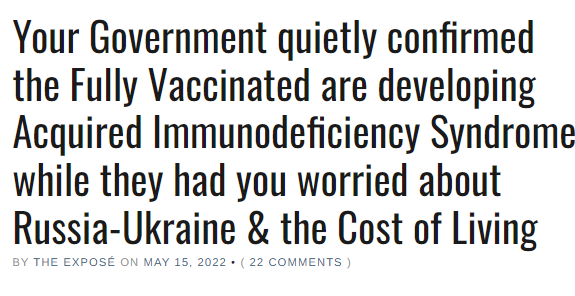 Your Government quietly confirmed
the Fully Vaccinated are developing
Acquired Immunodeficiency Syndrome
while they had you worried about
Russia-Ukraine & the Cost of Living
BY THE EXPOSÉ ON MAY 15, 2022 • ( 22 COMMENTS )